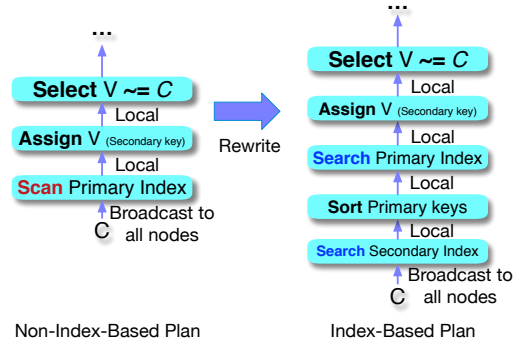 ...
Select V ~= C
Local
Assign V (Secondary key)
Local
Scan Primary Index
Broadcast to
all nodes
C
Non-Index-Based Plan
Rewrite
...
Select V ~= C
Local
Assign V (Secondary key)
Local
Search Primary Index
Local
Sort Primary keys
Local
Search Secondary Index
Broadcast to
all nodes
C
Index-Based Plan